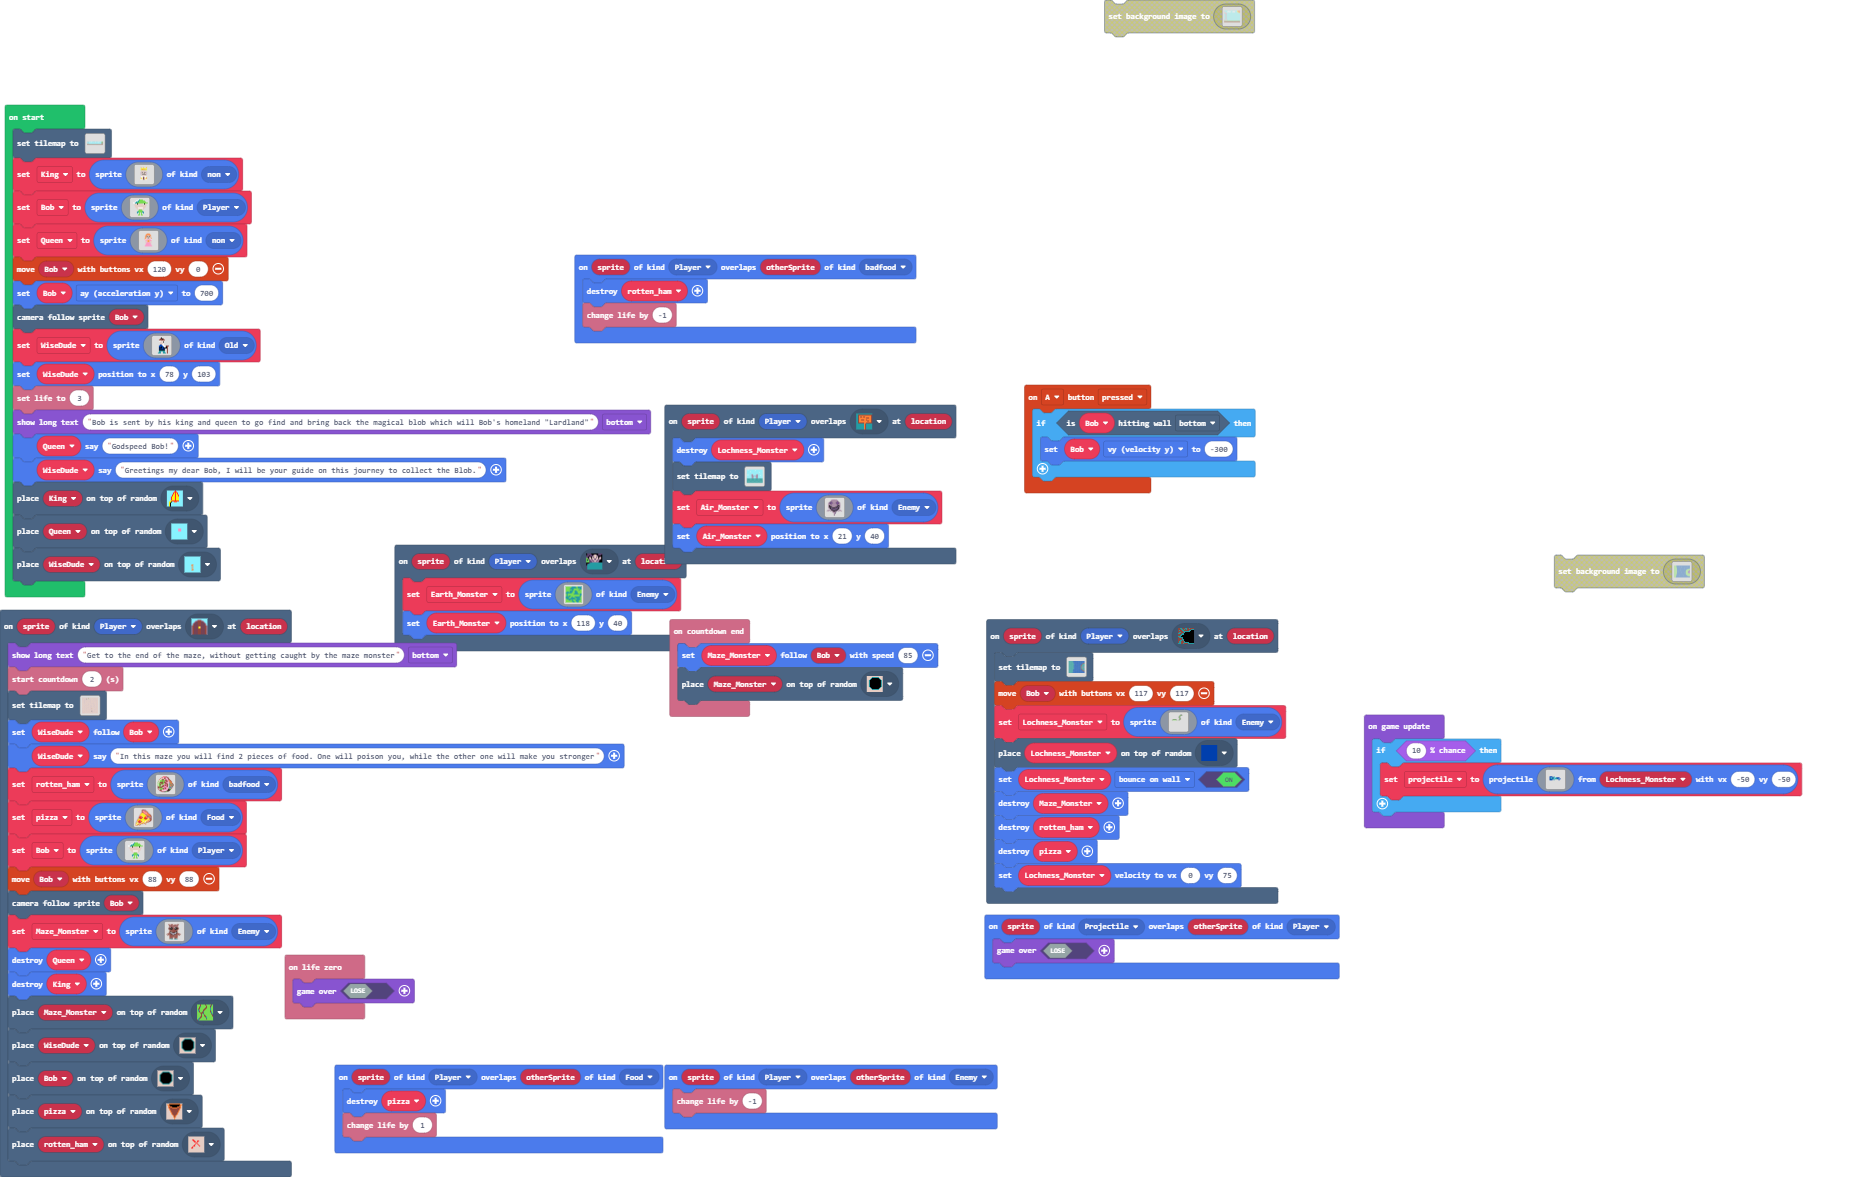 set background image to
on start
set tilemap to
set King to sprite of kind non
set Bob to sprite of kind Player
set Queen to sprite of kind non
move Bob with buttons vx 120 vy 0
set Bob ay (acceleration y) to 700
camera follow sprite Bob
set WiseDude to sprite of kind Old
set WiseDude position to x 78 y 103
set life to 3
show long text "Bob is sent by his king and queen to go find and bring back the magical blob which will Bob's homeland "Lardland"" bottom
Queen say "Godspeed Bob!"
WiseDude say "Greetings my dear Bob, I will be your guide on this journey to collect the Blob."
place King on top of random
place Queen on top of random
place WiseDude on top of random
on sprite of kind Player overlaps otherSprite of kind badfood
destroy rotten_ham
change life by -1
on sprite of kind Player overlaps at location
destroy Lochness_Monster
set tilemap to
set Air_Monster to sprite of kind Enemy
set Air_Monster position to x 21 y 40
on A button pressed
if is Bob hitting wall bottom then
set Bob vy (velocity y) to -300
on sprite of kind Player overlaps at
set Earth_Monster to sprite of kind Enemy
set Earth_Monster position to x 118 y 40
set background image to
on sprite of kind Player overlaps at location
show long text "Get to the end of the maze, without getting caught by the maze monster" bottom
start countdown 2 (s)
set tilemap to
set WiseDude follow Bob
WiseDude say "In this maze you will find 2 pieces of food. One will poison you, while the other one will make you stronger"
set rotten_ham to sprite of kind badfood
set pizza to sprite of kind Food
set Bob to sprite of kind Player
move Bob with buttons vx 88 vy 88
camera follow sprite Bob
set Maze_Monster to sprite of kind Enemy
destroy Queen
destroy King
place Maze_Monster on top of random
place WiseDude on top of random
place Bob on top of random
place pizza on top of random
place rotten_ham on top of random
on countdown end
set Maze_Monster follow Bob with speed 85
place Maze_Monster on top of random
on sprite of kind Player overlaps at location
set tilemap to
move Bob with buttons vx 117 vy 117
set Lochness_Monster to sprite of kind Enemy
place Lochness_Monster on top of random
set Lochness_Monster bounce on wall ON
destroy Maze_Monster
destroy rotten_ham
destroy pizza
set Lochness_Monster velocity to vx 0 vy 75
on game update
if 10 % chance then
set projectile to projectile from Lochness_Monster with vx -50 vy -50
on sprite of kind Projectile overlaps otherSprite of kind Player
game over LOSE
on life zero
game over LOSE
on sprite of kind Player overlaps otherSprite of kind Food
destroy pizza
change life by 1
on sprite of kind Player overlaps otherSprite of kind Enemy
change life by -1